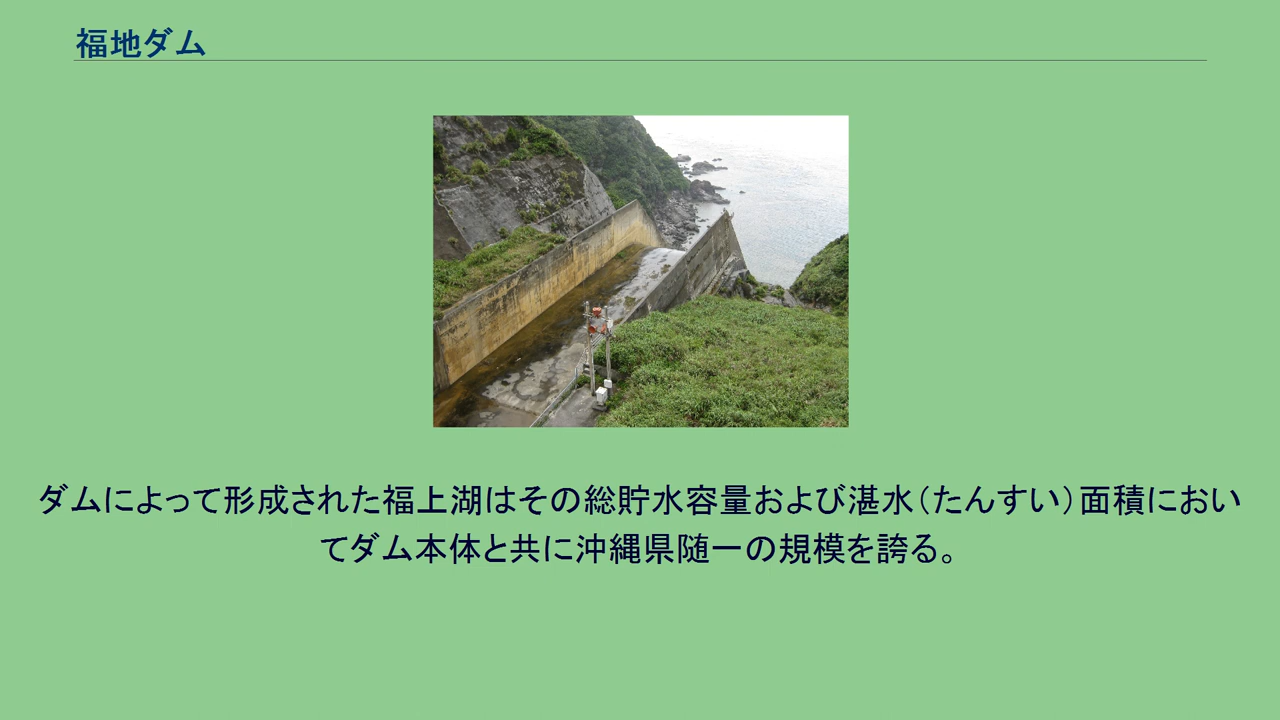 福地ダム
ダムによって形成された福上湖はその総貯水容量および湛水（たんすい）面積におい
てダム本体と共に沖縄県随一の規模を誇る。